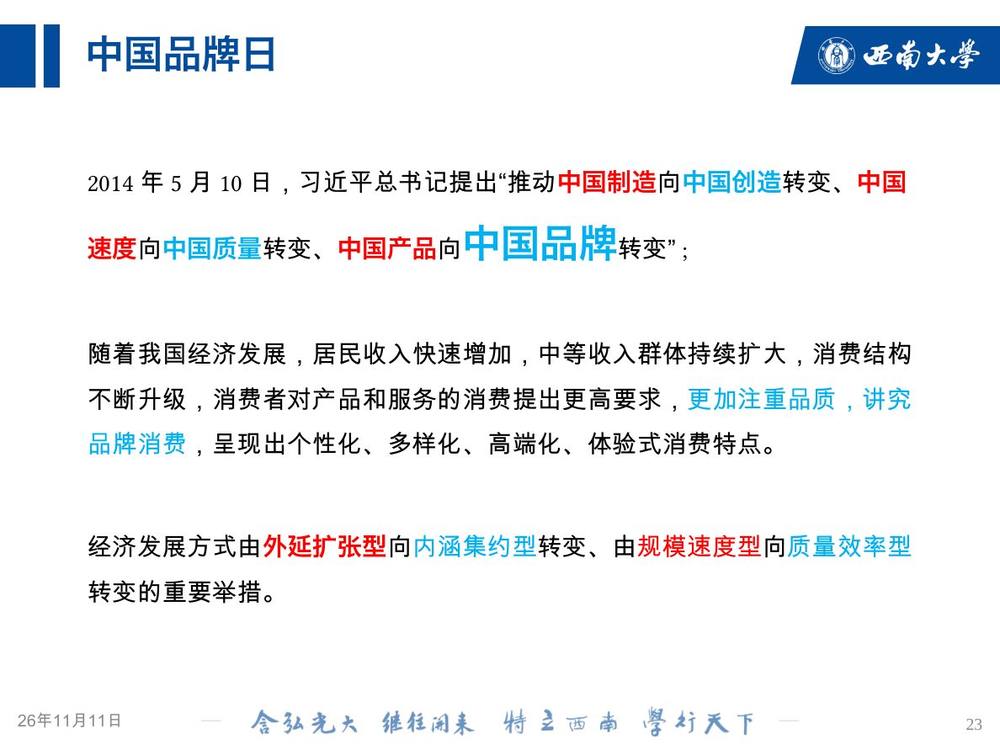 中国品牌日
西南大学
2014 年 5 月 10 日，习近平总书记提出“推动中国制造向中国创造转变、中国
速度向中国质量转变、中国产品向中国品牌转变”;
随着我国经济发展，居民收入快速增加，中等收入群体持续扩大，消费结构
不断升级，消费者对产品和服务的消费提出更高要求，更加注重品质，讲究
品牌消费，呈现出个性化、多样化、高端化、体验式消费特点。
经济发展方式由外延扩张型向内涵集约型转变、由规模速度型向质量效率型
转变的重要举措。
26年11月11日
含弘光大 继往开来 特立西南 學行天下
23